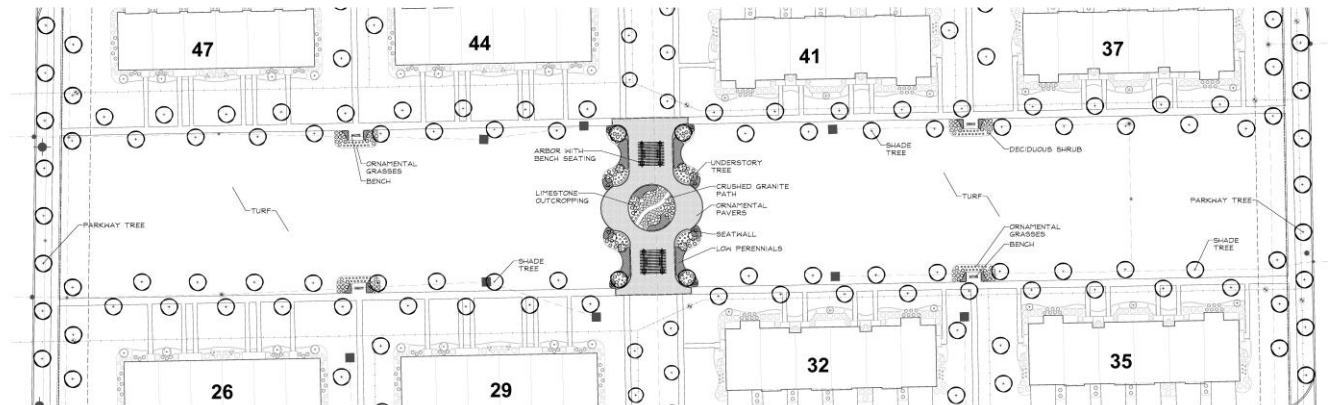 47
44
41
37
ARBOR WITH
BENCH SEATING
ORNAMENTAL
GRASSES
BENCH
UNDERSTORY
TREE
SHADE
TREE
DECIDUOUS SHRUB
LIMESTONE
OUTCROPPING
CRUSHED GRANITE
PATH
ORNAMENTAL
PAVERS
TURF
TURF
PARKWAY TREE
PARKWAY TREE
SEATWALL
LOW PERENNIALS
ORNAMENTAL
GRASSES
BENCH
SHADE
TREE
SHADE
TREE
26
29
32
35